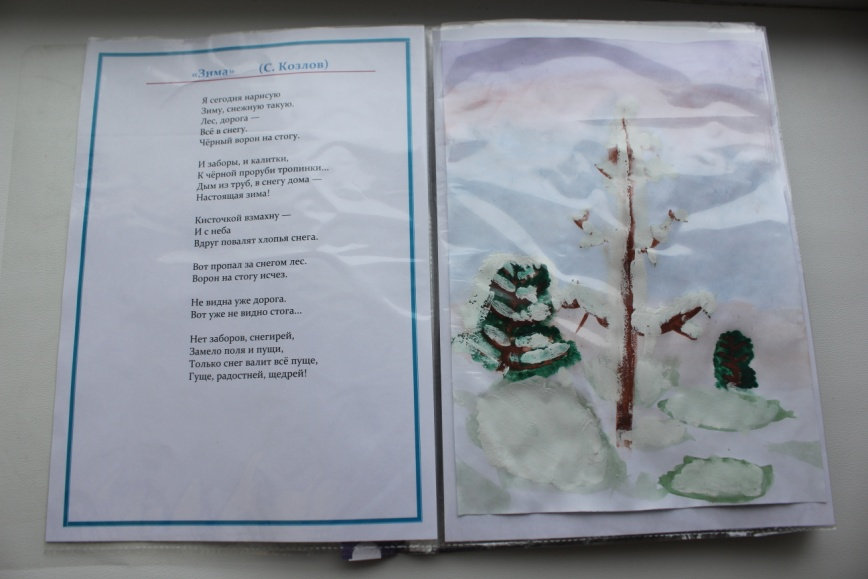 «Зима» (С. Козлов)
Я сегодня нарисую
Зиму, снежную такую.
Лес, дорога —
Всё в снегу.
Чёрный ворон на стогу.
И заборы, и калитки,
К чёрной проруби тропинки...
Дым из труб, в снегу дома —
Настоящая зима!
Кисточкой взмахну —
И с неба
Вдруг повалят хлопья снега.
Вот пропал за снегом лес.
Ворон на стогу исчез.
Не видна уже дорога.
Вот уже не видно стога...
Нет заборов, снегирей,
Замело поля и пущи,
Только снег валит всё пуще,
Гуще, радостней, щедрей!